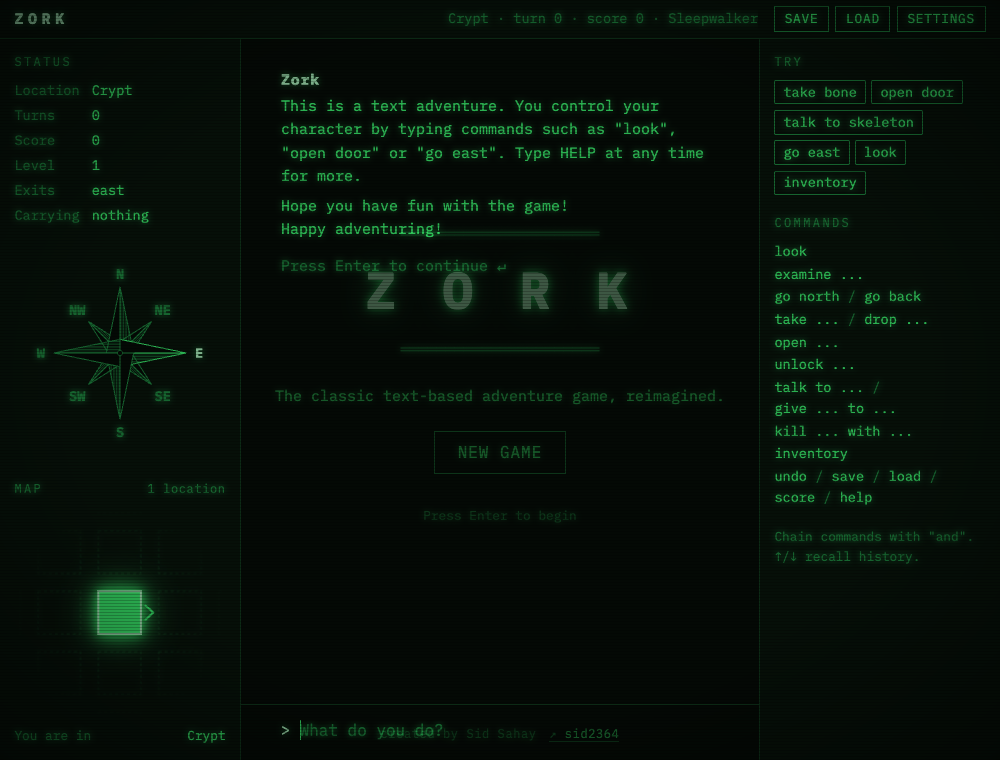 ZORK
Crypt · turn 0 · score 0 · Sleepwalker
SAVE
LOAD
SETTINGS
STATUS
Location Crypt
Turns 0
Score 0
Level 1
Exits east
Carrying nothing
N
NW NE
W E
SW SE
S
MAP 1 location
You are in Crypt
Zork
This is a text adventure. You control your
character by typing commands such as "look",
"open door" or "go east". Type HELP at any time
for more.
Hope you have fun with the game!
Happy adventuring!
Press Enter to continue ↵
ZORK
The classic text-based adventure game, reimagined.
NEW GAME
Press Enter to begin
> What do you do?
by Sid Sahay ↗ sid2364
TRY
take bone
open door
talk to skeleton
go east
look
inventory
COMMANDS
look
examine ...
go north / go back
take ... / drop ...
open ...
unlock ...
talk to ... /
give ... to ...
kill ... with ...
inventory
undo / save / load /
score / help
Chain commands with "and".
↑/↓ recall history.